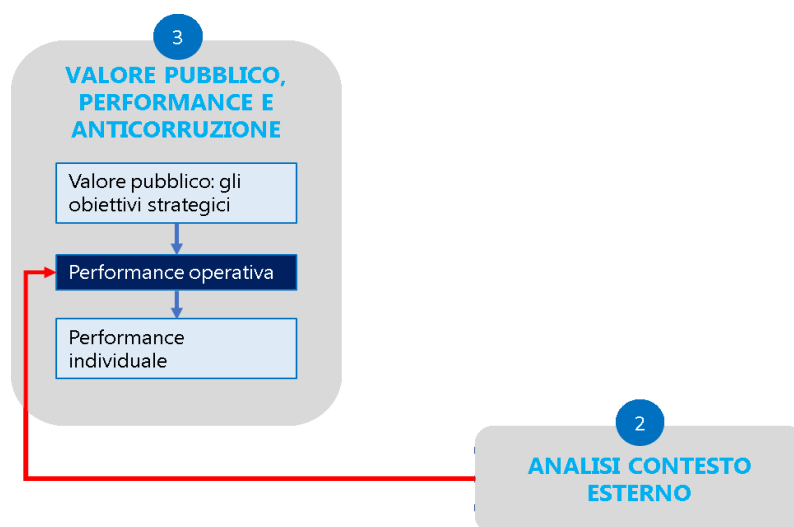 3
VALORE PUBBLICO,
PERFORMANCE E
ANTICORRUZIONE
Valore pubblico: gli
obiettivi strategici
Performance operativa
Performance
individuale
2
ANALISI CONTESTO
ESTERNO